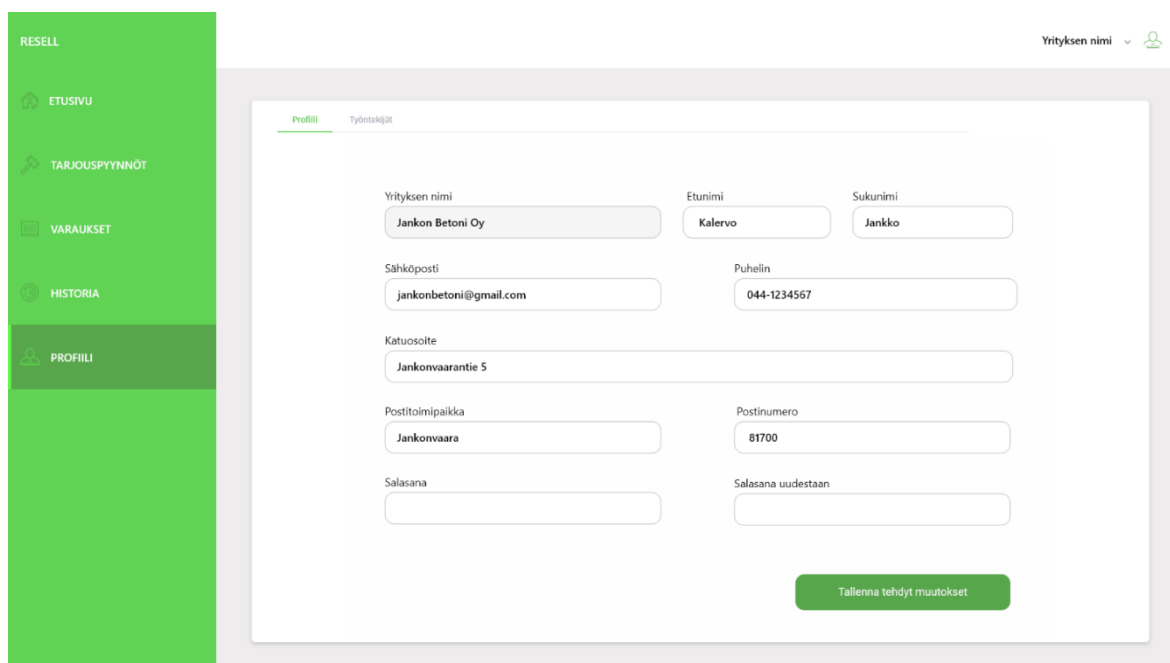 RESELL
Yrityksen nimi
ETUSIVU
TARJOUSPYYNNÖT
VARAUKSET
HISTORIA
PROFIILI
Profiili Työntekijät
Yrityksen nimi Etunimi Sukunimi
Jankon Betoni Oy Kalervo Jankko
Sähköposti Puhelin
jankonbetoni@gmail.com 044-1234567
Katuosoite
Jankonvaarantie 5
Postitoimipaikka Postinumero
Jankonvaara 81700
Salasana Salasana uudestaan
Tallenna tehdyt muutokset